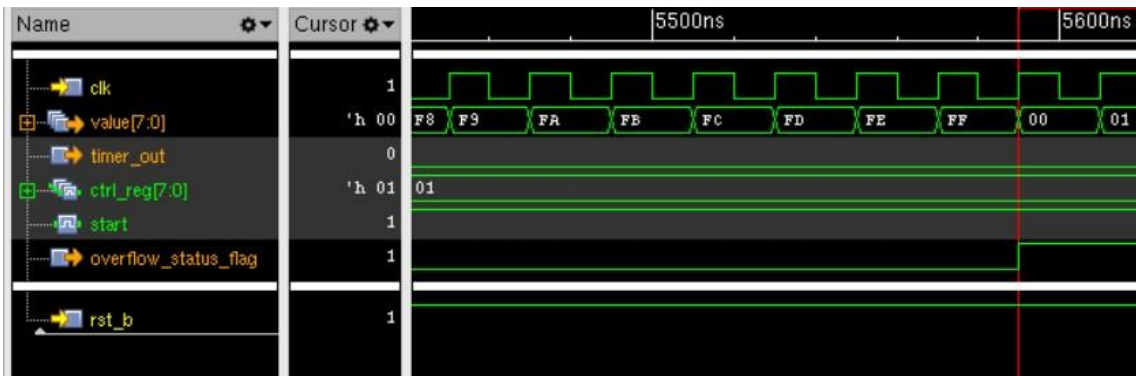 Name Cursor 5500ns 5600ns
clk 1
value[7:0] 'h 00 F8 F9 FA FB FC FD FE FF 00 01
timer_out 0
ctrl_reg[7:0] 'h 01 01
start 1
overflow_status_flag 1
rst_b 1